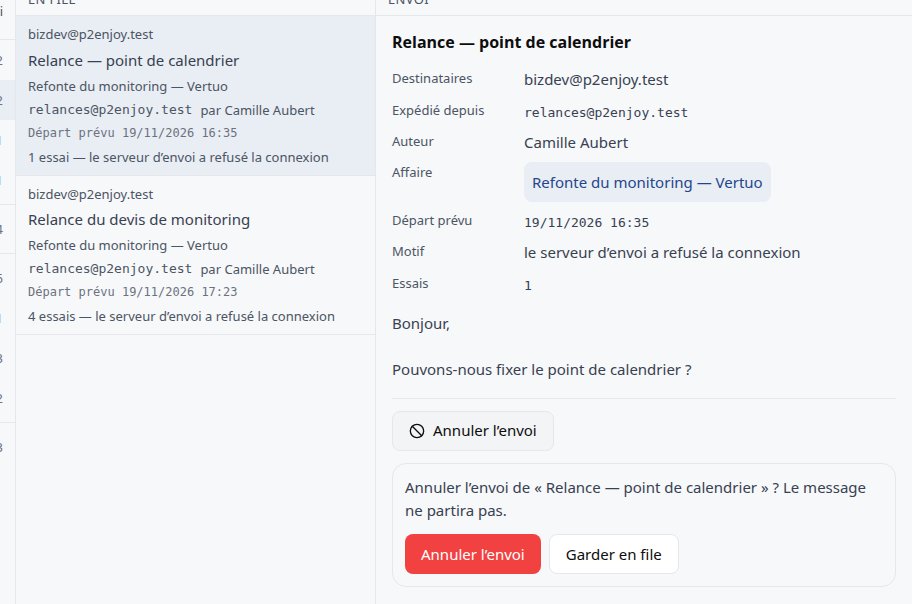 EN FILE
bizdev@p2enjoy.test
Relance — point de calendrier
Refonte du monitoring — Vertuo
relances@p2enjoy.test par Camille Aubert
Départ prévu 19/11/2026 16:35
1 essai — le serveur d’envoi a refusé la connexion
bizdev@p2enjoy.test
Relance du devis de monitoring
Refonte du monitoring — Vertuo
relances@p2enjoy.test par Camille Aubert
Départ prévu 19/11/2026 17:23
4 essais — le serveur d’envoi a refusé la connexion
ENVOI
Relance — point de calendrier
Destinataires bizdev@p2enjoy.test
Expédié depuis relances@p2enjoy.test
Auteur Camille Aubert
Affaire Refonte du monitoring — Vertuo
Départ prévu 19/11/2026 16:35
Motif le serveur d’envoi a refusé la connexion
Essais 1
Bonjour,
Pouvons-nous fixer le point de calendrier ?
Annuler l’envoi
Annuler l’envoi de « Relance — point de calendrier » ? Le message
ne partira pas.
Annuler l’envoi
Garder en file